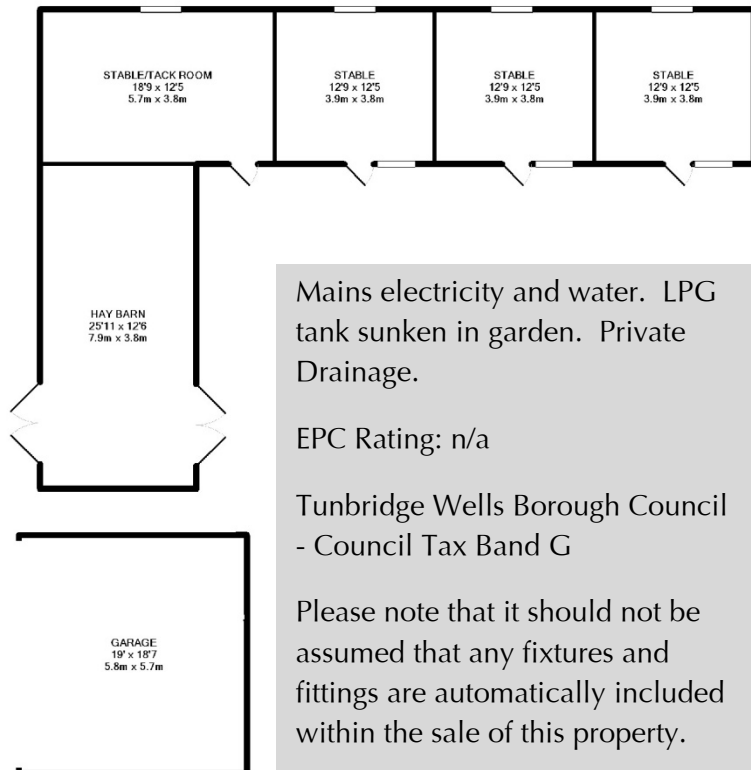 STABLE/TACK ROOM
18'9 x 12'5
5.7m x 3.8m
STABLE
12'9 x 12'5
3.9m x 3.8m
STABLE
12'9 x 12'5
3.9m x 3.8m
STABLE
12'9 x 12'5
3.9m x 3.8m
HAY BARN
25'11 x 12'6
7.9m x 3.8m
GARAGE
19' x 18'7
5.8m x 5.7m
Mains electricity and water.  LPG
tank sunken in garden.  Private
Drainage.
EPC Rating: n/a
Tunbridge Wells Borough Council
- Council Tax Band G
Please note that it should not be
assumed that any fixtures and
fittings are automatically included
within the sale of this property.